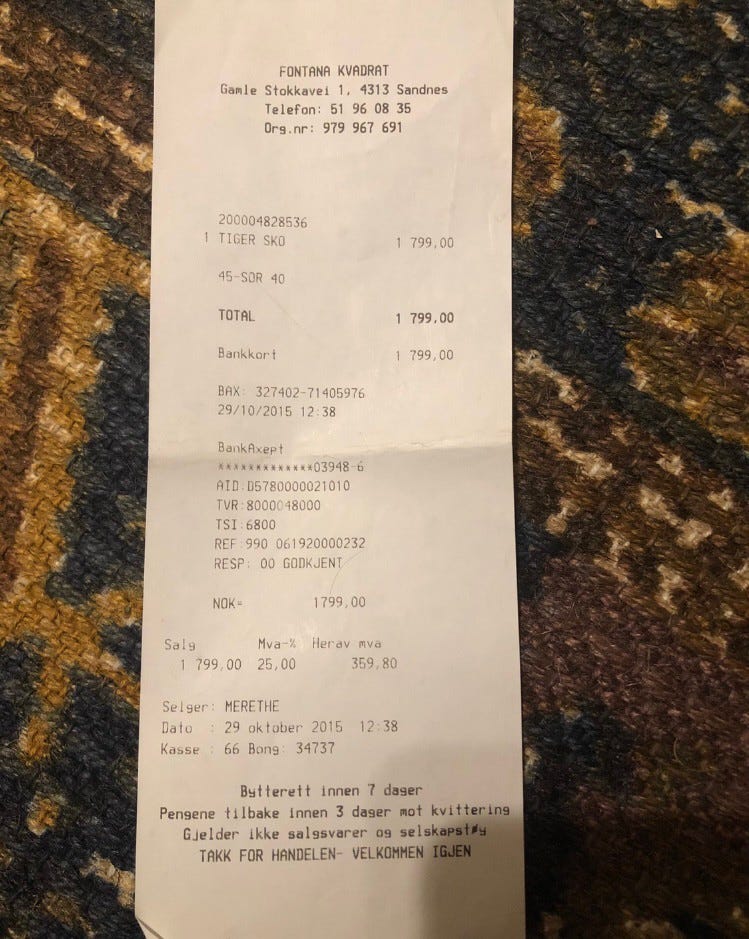 FONTANA KVADRAT
Gamle Stokkavei 1, 4313 Sandnes
Telefon: 51 96 08 35
Org.nr: 979 967 691
200004828536
1 TIGER SKO 1 799,00
45-SOR 40
TOTAL 1 799,00
Bankkort 1 799,00
BAX: 327402-71405976
29/10/2015 12:38
BankAxept
*************03948-6
AID:D5780000021010
TVR:8000048000
TSI:6800
REF:990 061920000232
RESP: 00 GODKJENT
NOK= 1799,00
Salg Mva-% Herav mva
1 799,00 25,00 359,80
Selger: MERETHE
Dato : 29 oktober 2015 12:38
Kasse : 66 Bong: 34737
Bytterett innen 7 dager
Pengene tilbake innen 3 dager mot kvittering
Gjelder ikke salgsvarer og selskapstøy
TAKK FOR HANDELEN- VELKOMMEN IGJEN